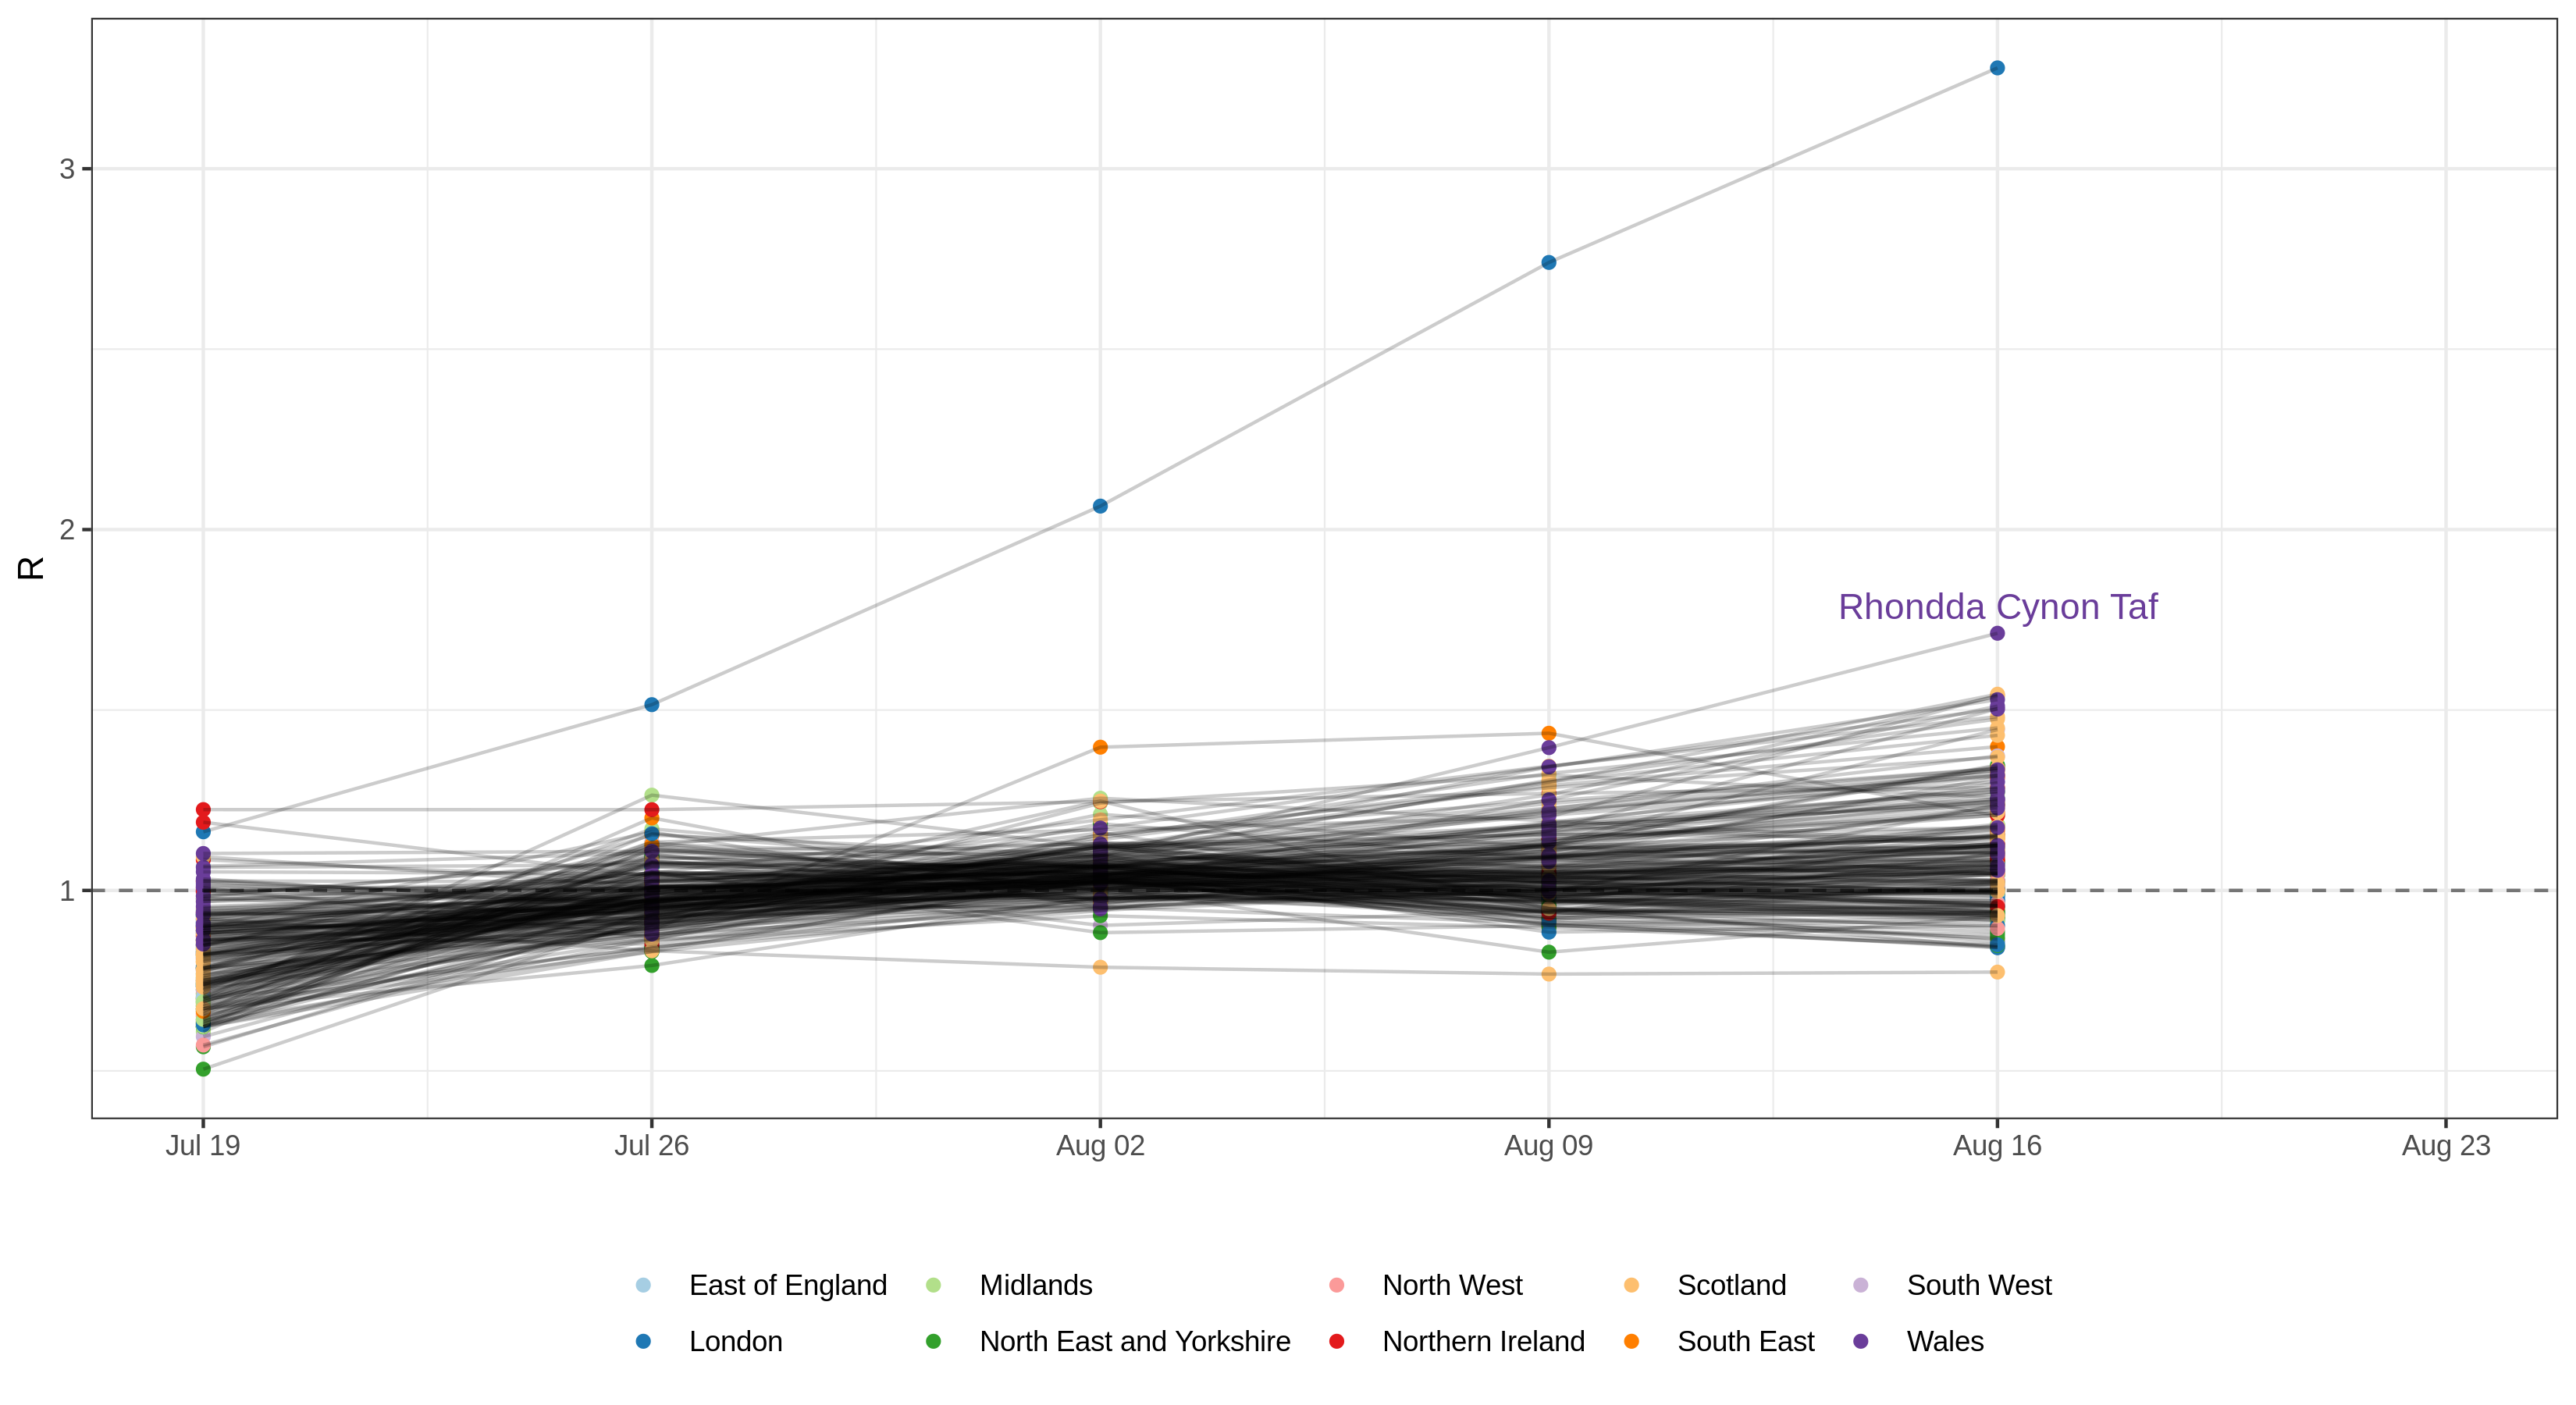 R
3
2
1
Rhondda Cynon Taf
Jul 19
Jul 26
Aug 02
Aug 09
Aug 16
Aug 23
East of England
Midlands
North West
Scotland
South West
London
North East and Yorkshire
Northern Ireland
South East
Wales